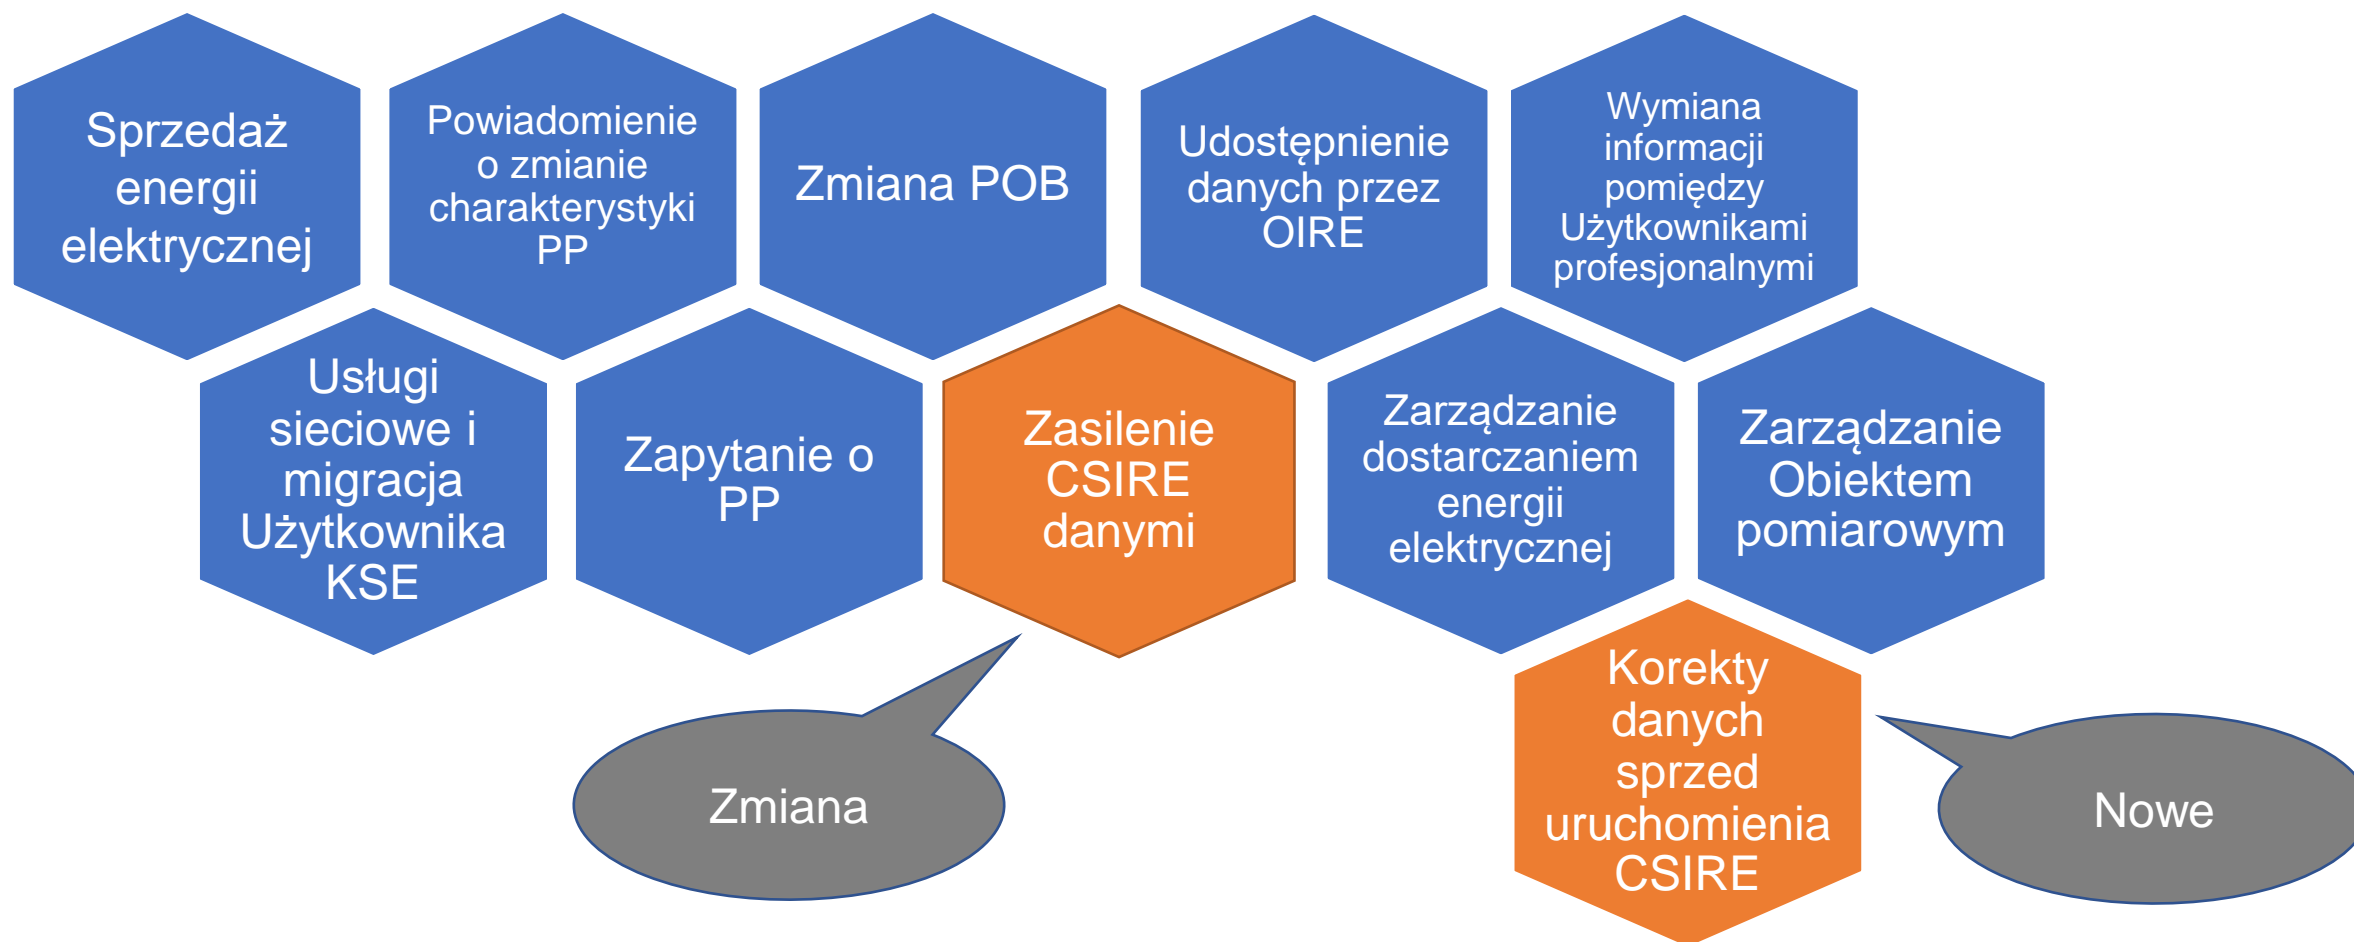 Sprzedaż
energii
elektrycznej
Powiadomienie
o zmianie
charakterystyki
PP
Zmiana POB
Udostępnienie
danych przez
OIRE
Wymiana
informacji
pomiędzy
Użytkownikami
profesjonalnymi
Usługi
sieciowe i
migracja
Użytkownika
KSE
Zapytanie o
PP
Zasilenie
CSIRE
danymi
Zarządzanie
dostarczaniem
energii
elektrycznej
Zarządzanie
Obiektem
pomiarowym
Korekty
danych
sprzed
uruchomienia
CSIRE
Zmiana
Nowe